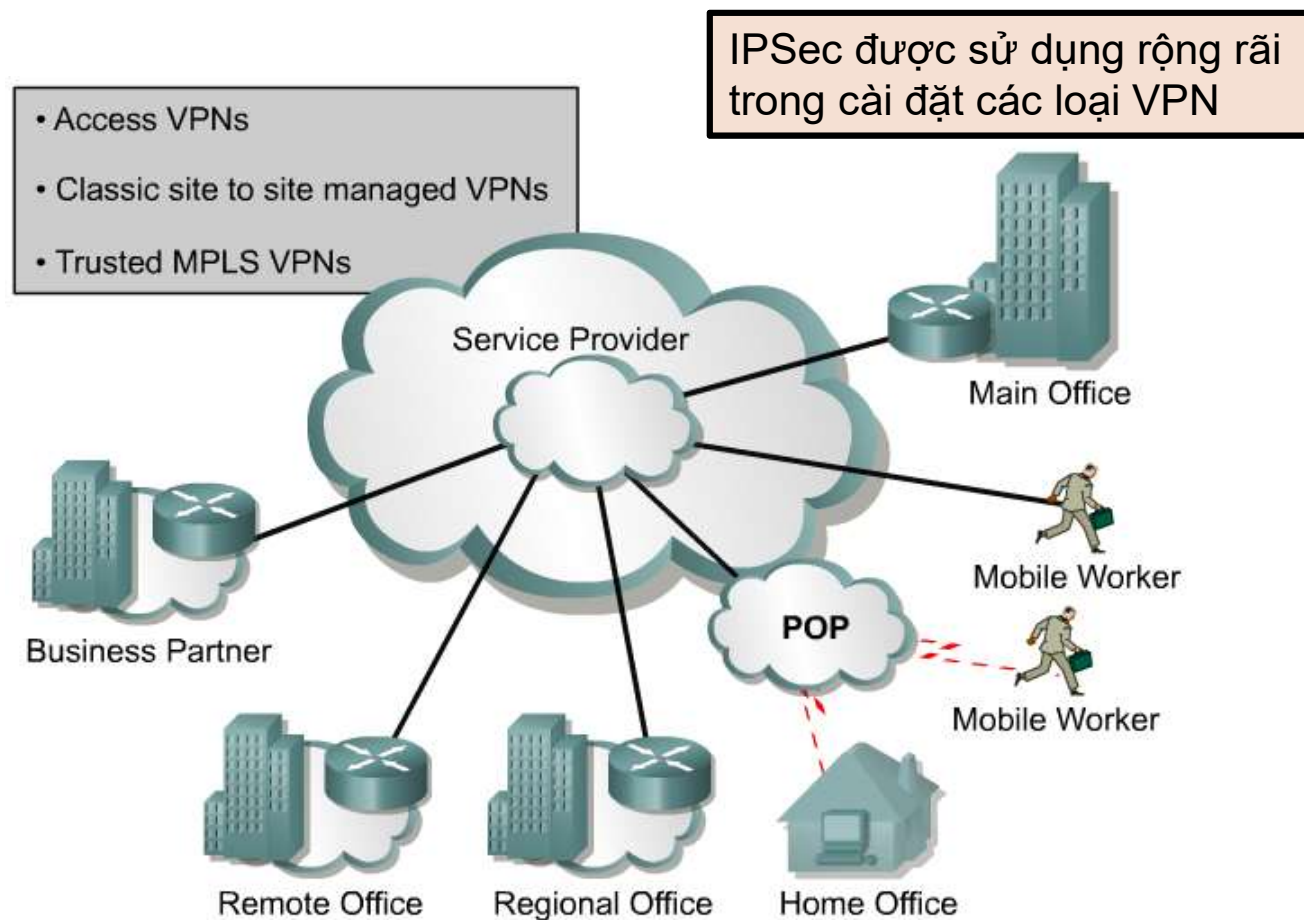 IPSec được sử dụng rộng rãi
trong cài đặt các loại VPN
• Access VPNs
• Classic site to site managed VPNs
• Trusted MPLS VPNs
Service Provider
Main Office
Mobile Worker
Business Partner
POP
Mobile Worker
Remote Office
Regional Office
Home Office